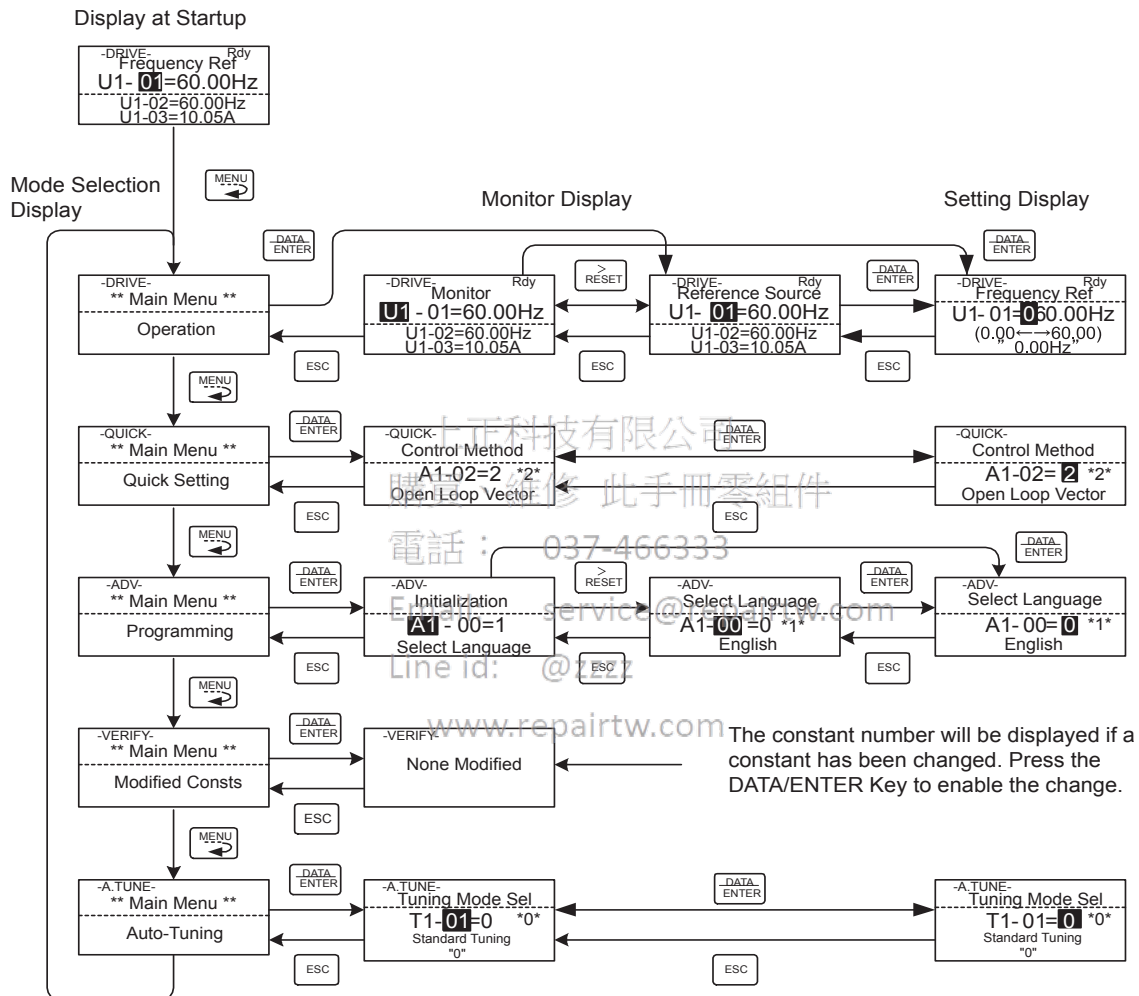 Display at Startup
-DRIVE- Rdy
Frequency Ref
U1- 01=60.00Hz
U1-02=60.00Hz
U1-03=10.05A
Mode Selection
Display
MENU
Monitor Display
Setting Display
DATA
ENTER
DATA
ENTER
-DRIVE-
** Main Menu **
Operation
-DRIVE- Rdy
Monitor
U1 - 01=60.00Hz
U1-02=60.00Hz
U1-03=10.05A
>
RESET
-DRIVE- Rdy
Reference Source
U1- 01=60.00Hz
U1-02=60.00Hz
U1-03=10.05A
DATA
ENTER
-DRIVE- Rdy
Frequency Ref
U1- 01=060.00Hz
(0.00←→60.00)
" 0.00Hz"
ESC
ESC
ESC
MENU
-QUICK-
** Main Menu **
Quick Setting
DATA
ENTER
-QUICK-
Control Method
A1-02=2 *2*
Open Loop Vector
DATA
ENTER
-QUICK-
Control Method
A1-02= 2 *2*
Open Loop Vector
ESC
ESC
上正科技有限公司
購買、維修 此手冊零組件
電話： 037-466333
Email: service@repairtw.com
Line id: @zzzz
www.repairtw.com
MENU
-ADV-
** Main Menu **
Programming
DATA
ENTER
-ADV-
Initialization
A1 - 00=1
Select Language
>
RESET
-ADV-
Select Language
A1-00 =0 *1*
English
DATA
ENTER
DATA
ENTER
-ADV-
Select Language
A1- 00= 0 *1*
English
ESC
ESC
ESC
MENU
-VERIFY-
** Main Menu **
Modified Consts
DATA
ENTER
-VERIFY-
None Modified
The constant number will be displayed if a
constant has been changed. Press the
DATA/ENTER Key to enable the change.
ESC
MENU
-A.TUNE-
** Main Menu **
Auto-Tuning
DATA
ENTER
-A.TUNE-
Tuning Mode Sel
T1-01=0 *0*
Standard Tuning
"0"
DATA
ENTER
-A.TUNE-
Tuning Mode Sel
T1- 01= 0 *0*
Standard Tuning
"0"
ESC
ESC